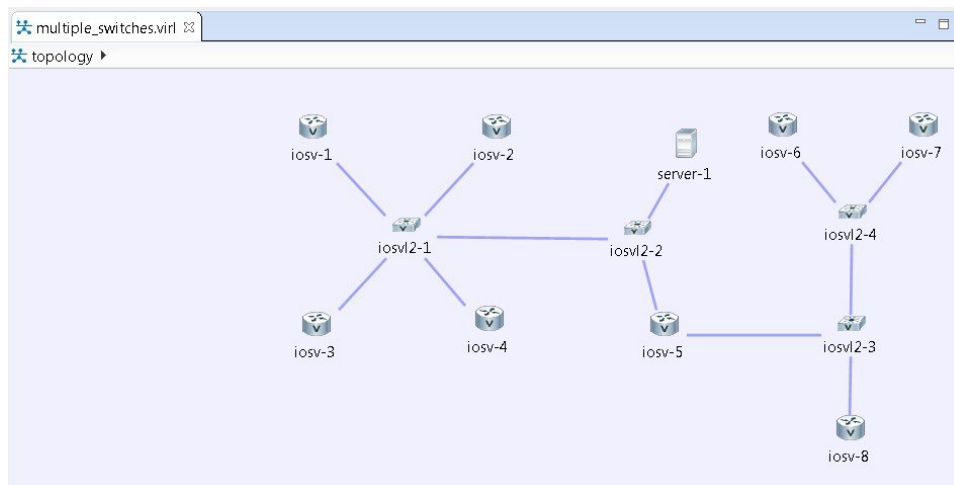 multiple_switches.virl
topology
iosv-1
iosv-2
server-1
iosv-6
iosv-7
iosvl2-1
iosvl2-2
iosvl2-4
iosv-3
iosv-4
iosv-5
iosvl2-3
iosv-8